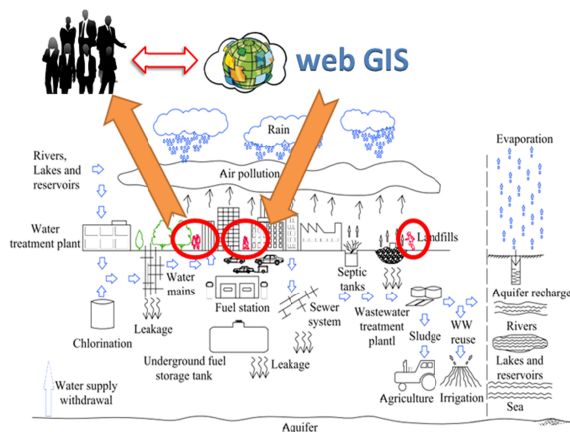 web GIS
Rain
Evaporation
Rivers,
Lakes and
reservoirs
Air pollution
Water
treatment plant
Landfills
Water
mains
Septic
tanks
Fuel station
Sewer
system
Wastewater
treatment
plantl
Aquifer recharge
Leakage
Chlorination
Underground fuel
storage tank
Leakage
Sludge
WW
reuse
Rivers
Lakes and
reservoirs
Water supply
withdrawal
Agriculture
Irrigation
Sea
Aquifer